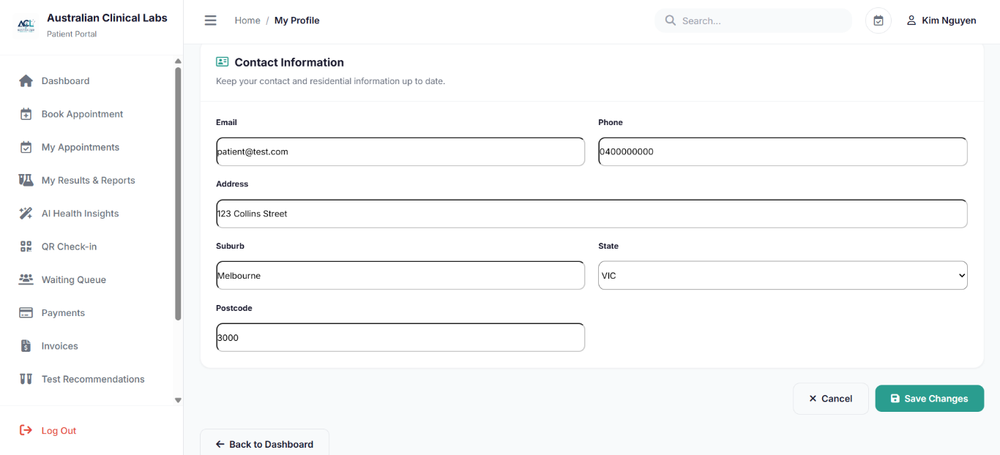 Australian Clinical Labs
Patient Portal
Home / My Profile
Search...
Kim Nguyen
Dashboard
Book Appointment
My Appointments
My Results & Reports
AI Health Insights
QR Check-in
Waiting Queue
Payments
Invoices
Test Recommendations
Log Out
Contact Information
Keep your contact and residential information up to date.
Email
Phone
patient@test.com
0400000000
Address
123 Collins Street
Suburb
State
Melbourne
VIC
Postcode
3000
Cancel
Save Changes
Back to Dashboard